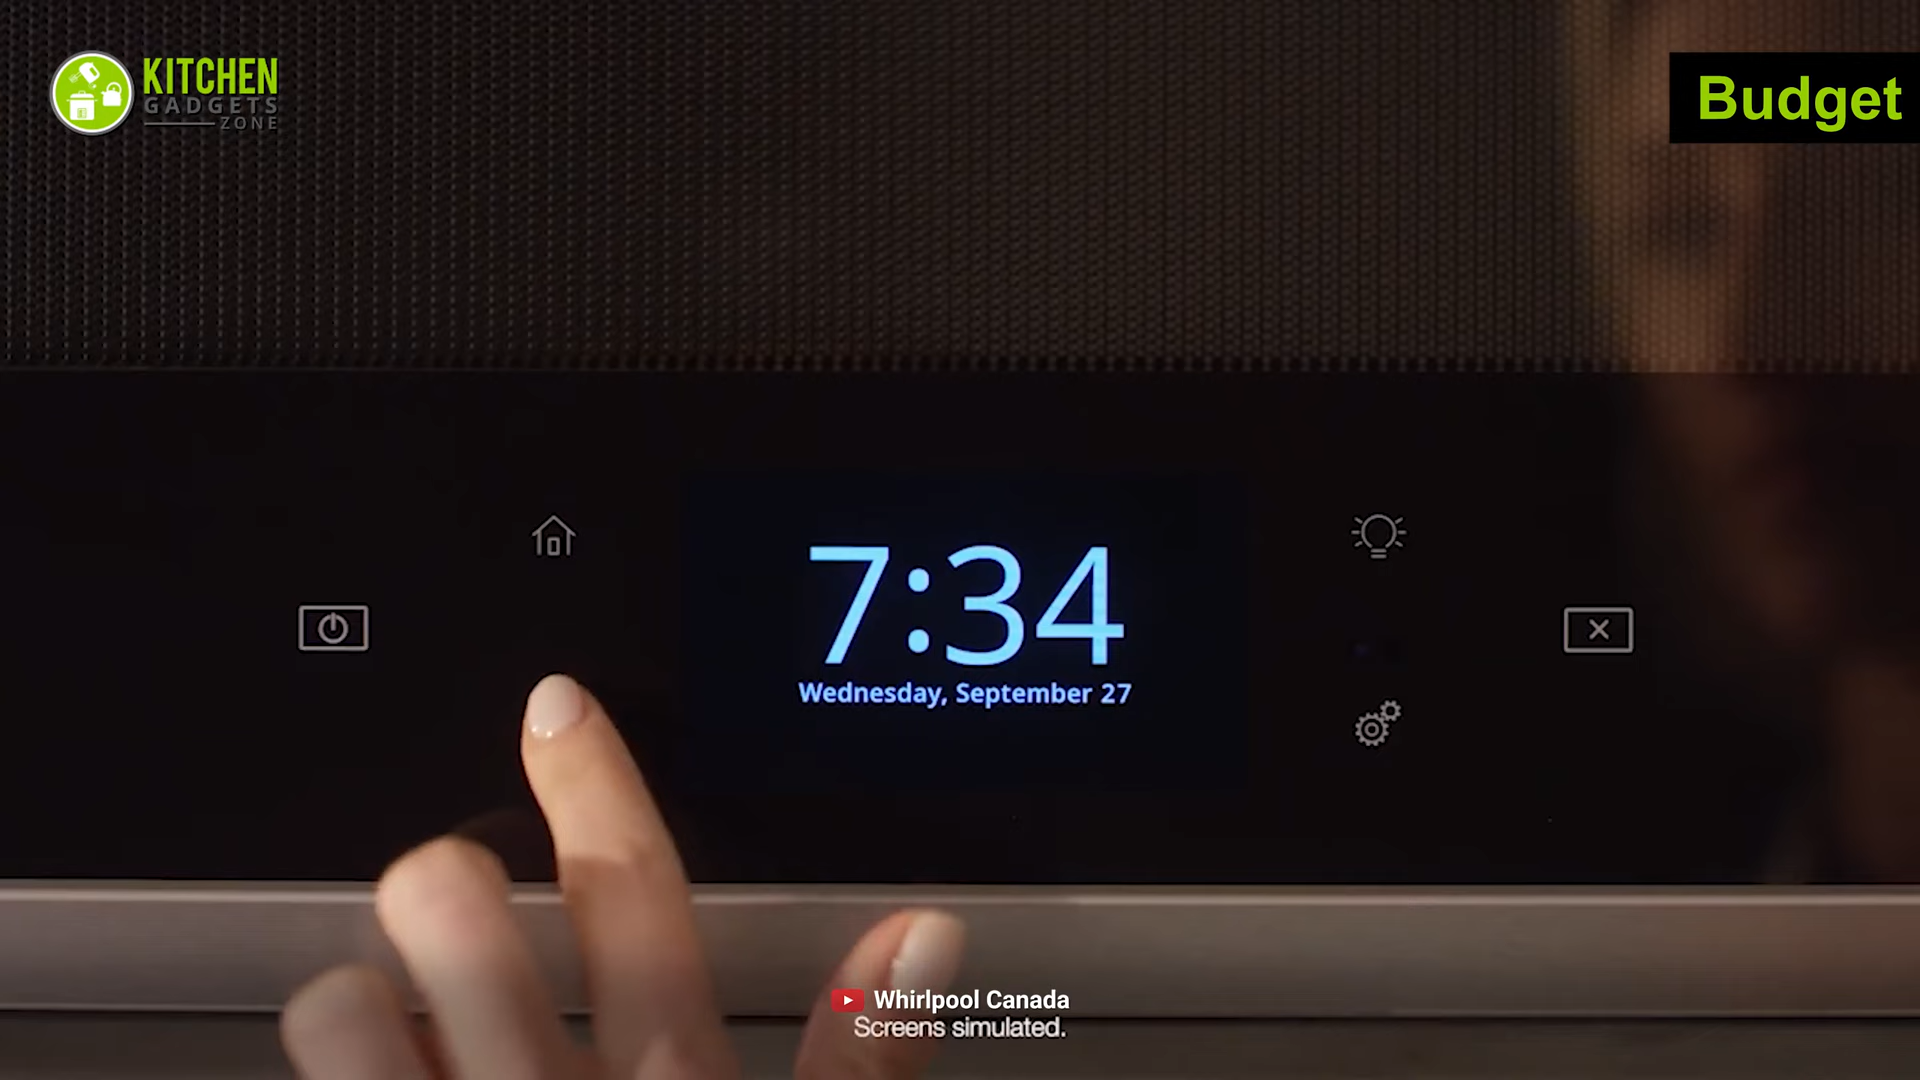 KITCHEN
GADGETS
ZONE
Budget
7:34
Wednesday, September 27
Whirlpool Canada
Screens simulated.